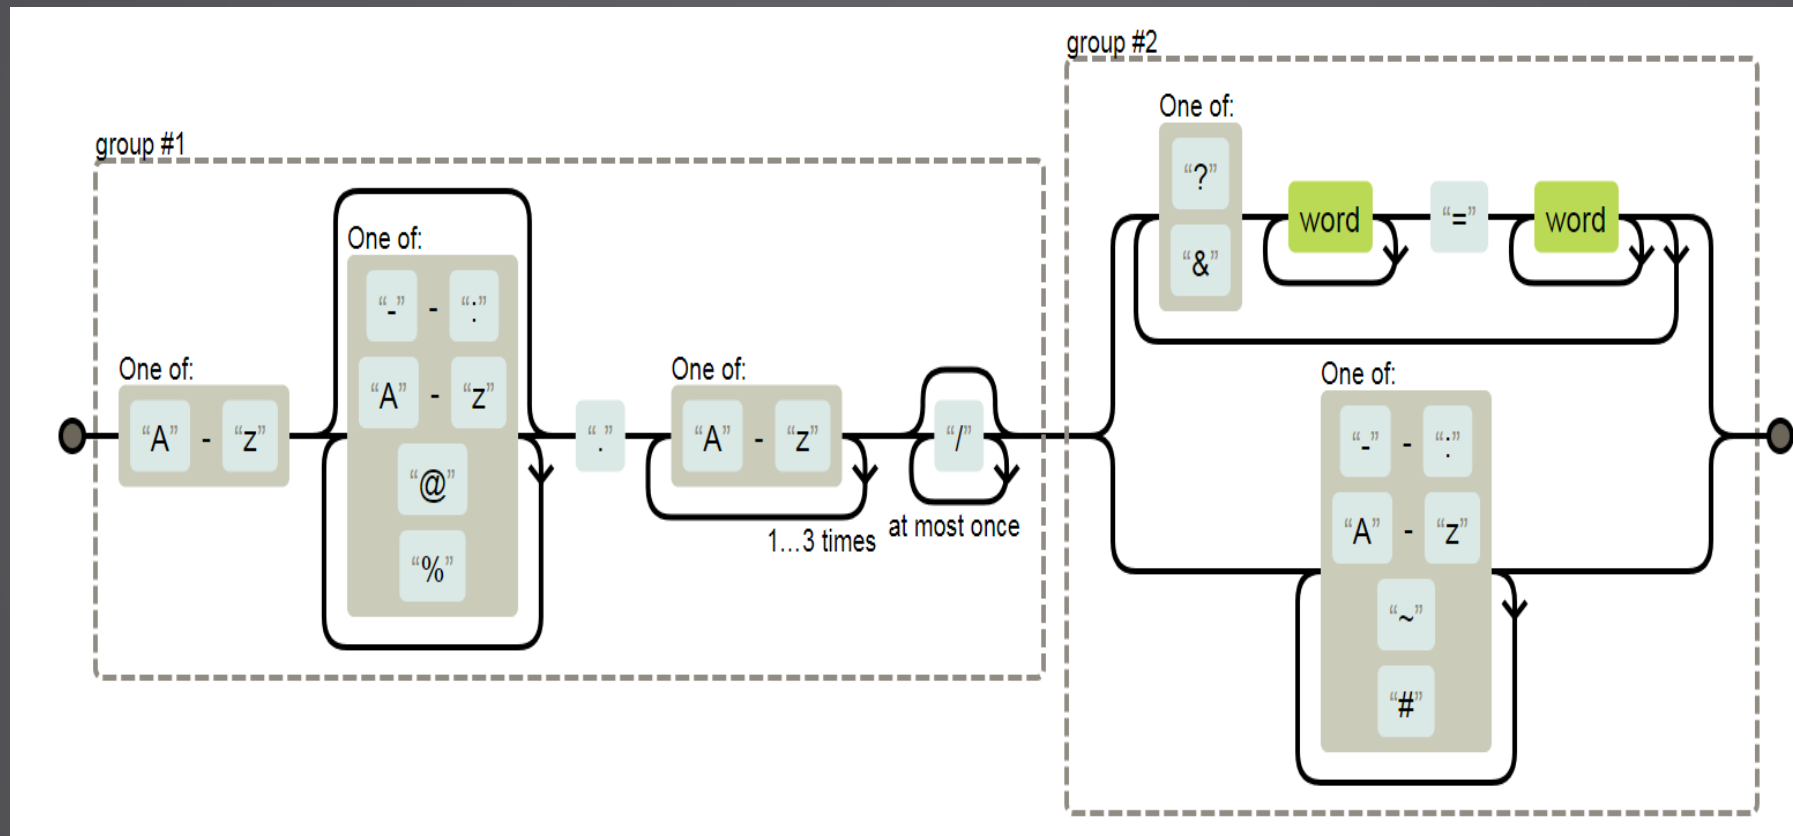 group #1
One of:
“A” - “z”
One of:
“-” - “:”
“A” - “z”
“@”
“%”
“.”
One of:
“A” - “z”
1...3 times
“/”
at most once
group #2
One of:
“?”
“&”
word
“=”
word
One of:
“-” - “:”
“A” - “z”
“~”
“#”